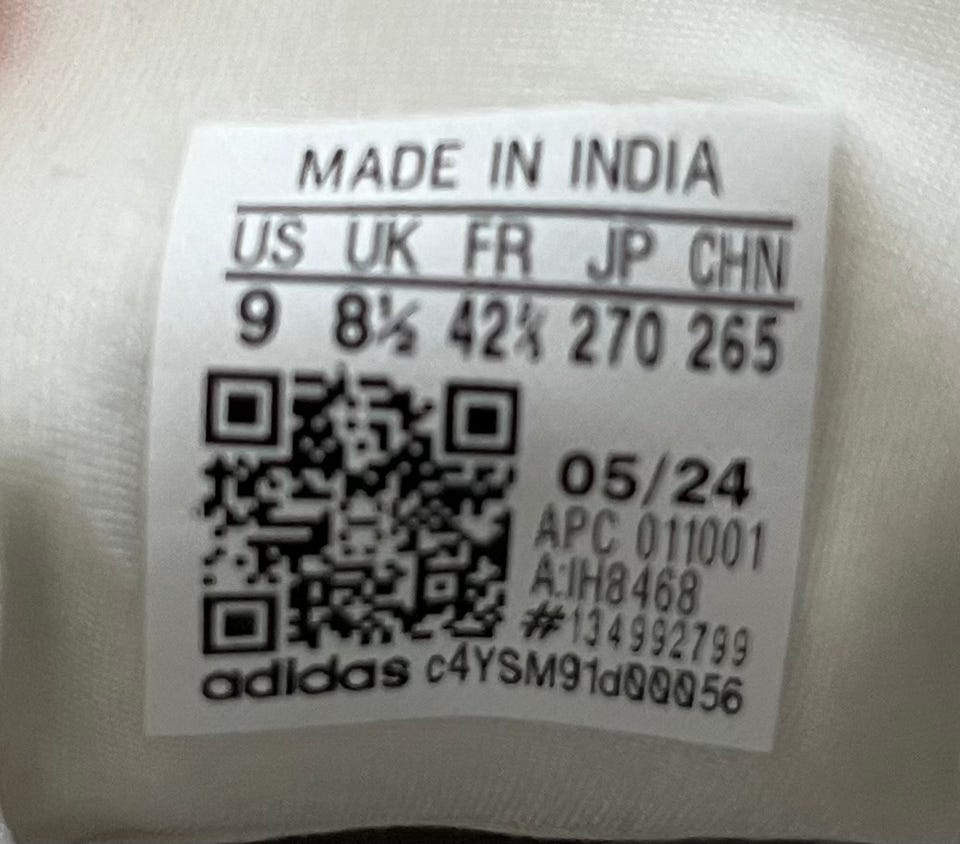 MADE IN INDIA
US UK FR JP CHN
9 8½ 42⅔ 270 265
05/24
APC 011001
A:IH8468
#134992799
adidas c4YSM91d00056